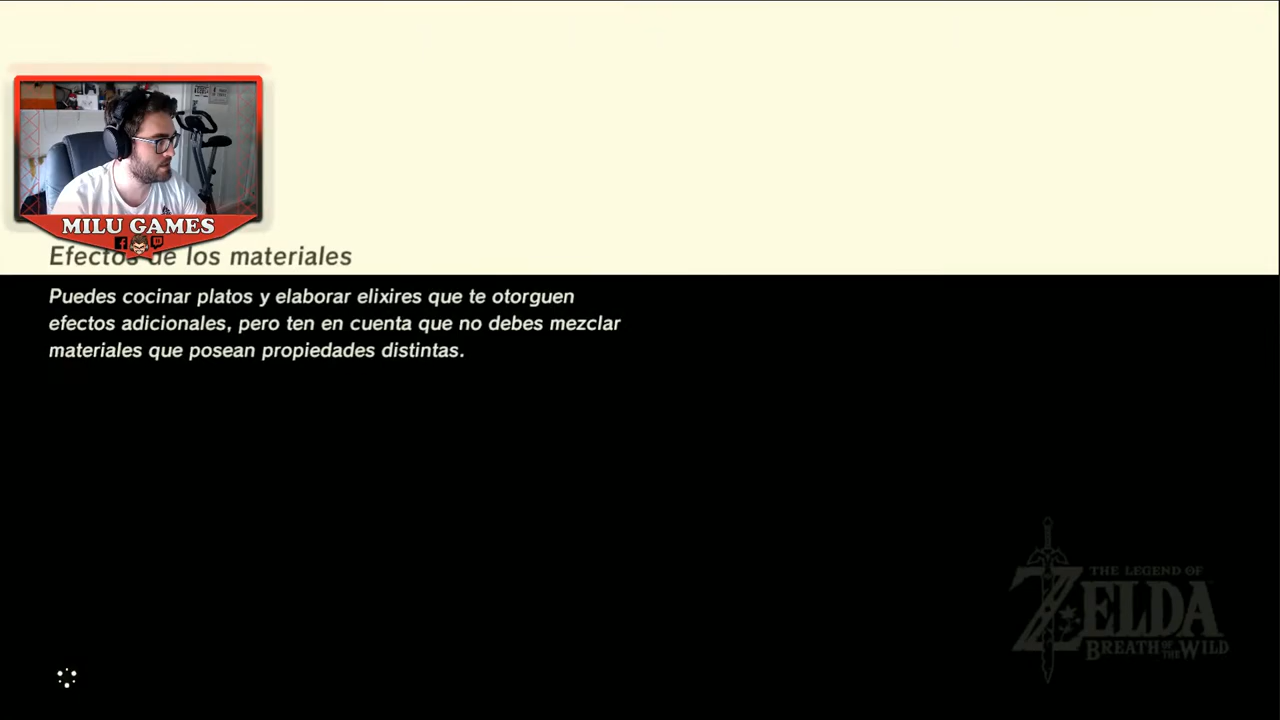 MILU GAMES
Efectos de los materiales
Puedes cocinar platos y elaborar elixires que te otorguen
efectos adicionales, pero ten en cuenta que no debes mezclar
materiales que posean propiedades distintas.
THE LEGEND OF
ZELDA
BREATH OF THE WILD